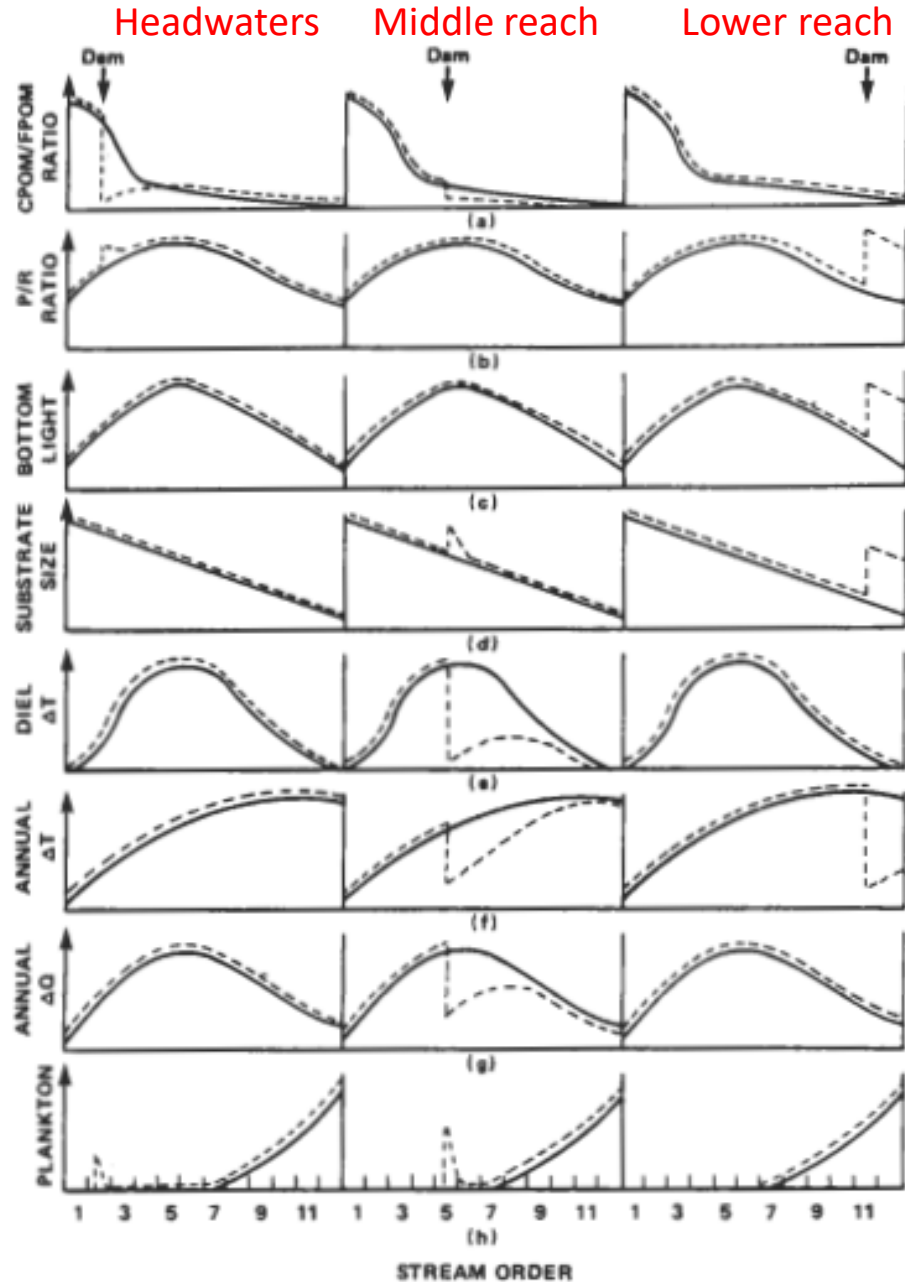 Headwaters Middle reach Lower reach
Dam Dam Dam
CPOM/FPOM
RATIO
(a)
P/R
RATIO
(b)
BOTTOM
LIGHT
(c)
SUBSTRATE
SIZE
(d)
DIEL
ΔT
(e)
ANNUAL
ΔT
(f)
ANNUAL
ΔQ
(g)
PLANKTON
1 3 5 7 9 11 1 3 5 7 9 11 1 3 5 7 9 11
(h)
STREAM ORDER